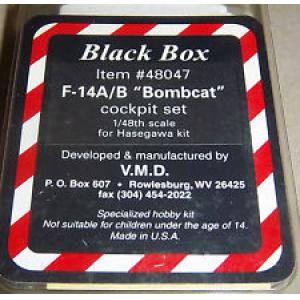 Black Box
Item #48047
F-14A/B "Bombcat"
cockpit set
1/48th scale
for Hasegawa kit
Developed & manufactured by
V.M.D.
P. O. Box 607 • Rowlesburg, WV 26425
fax (304) 454-2022
Specialized hobby kit
Not suitable for children under the age of 14.
Made in U.S.A.